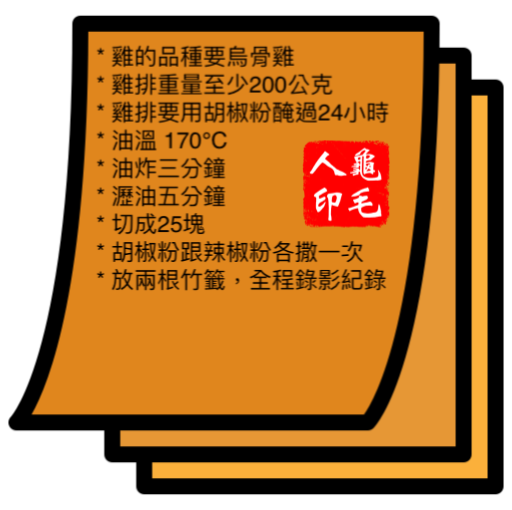 * 雞的品種要烏骨雞
* 雞排重量至少200公克
* 雞排要用胡椒粉醃過24小時
* 油溫 170°C
* 油炸三分鐘
* 瀝油五分鐘
* 切成25塊
* 胡椒粉跟辣椒粉各撒一次
* 放兩根竹籤，全程錄影紀錄
龜毛
人印